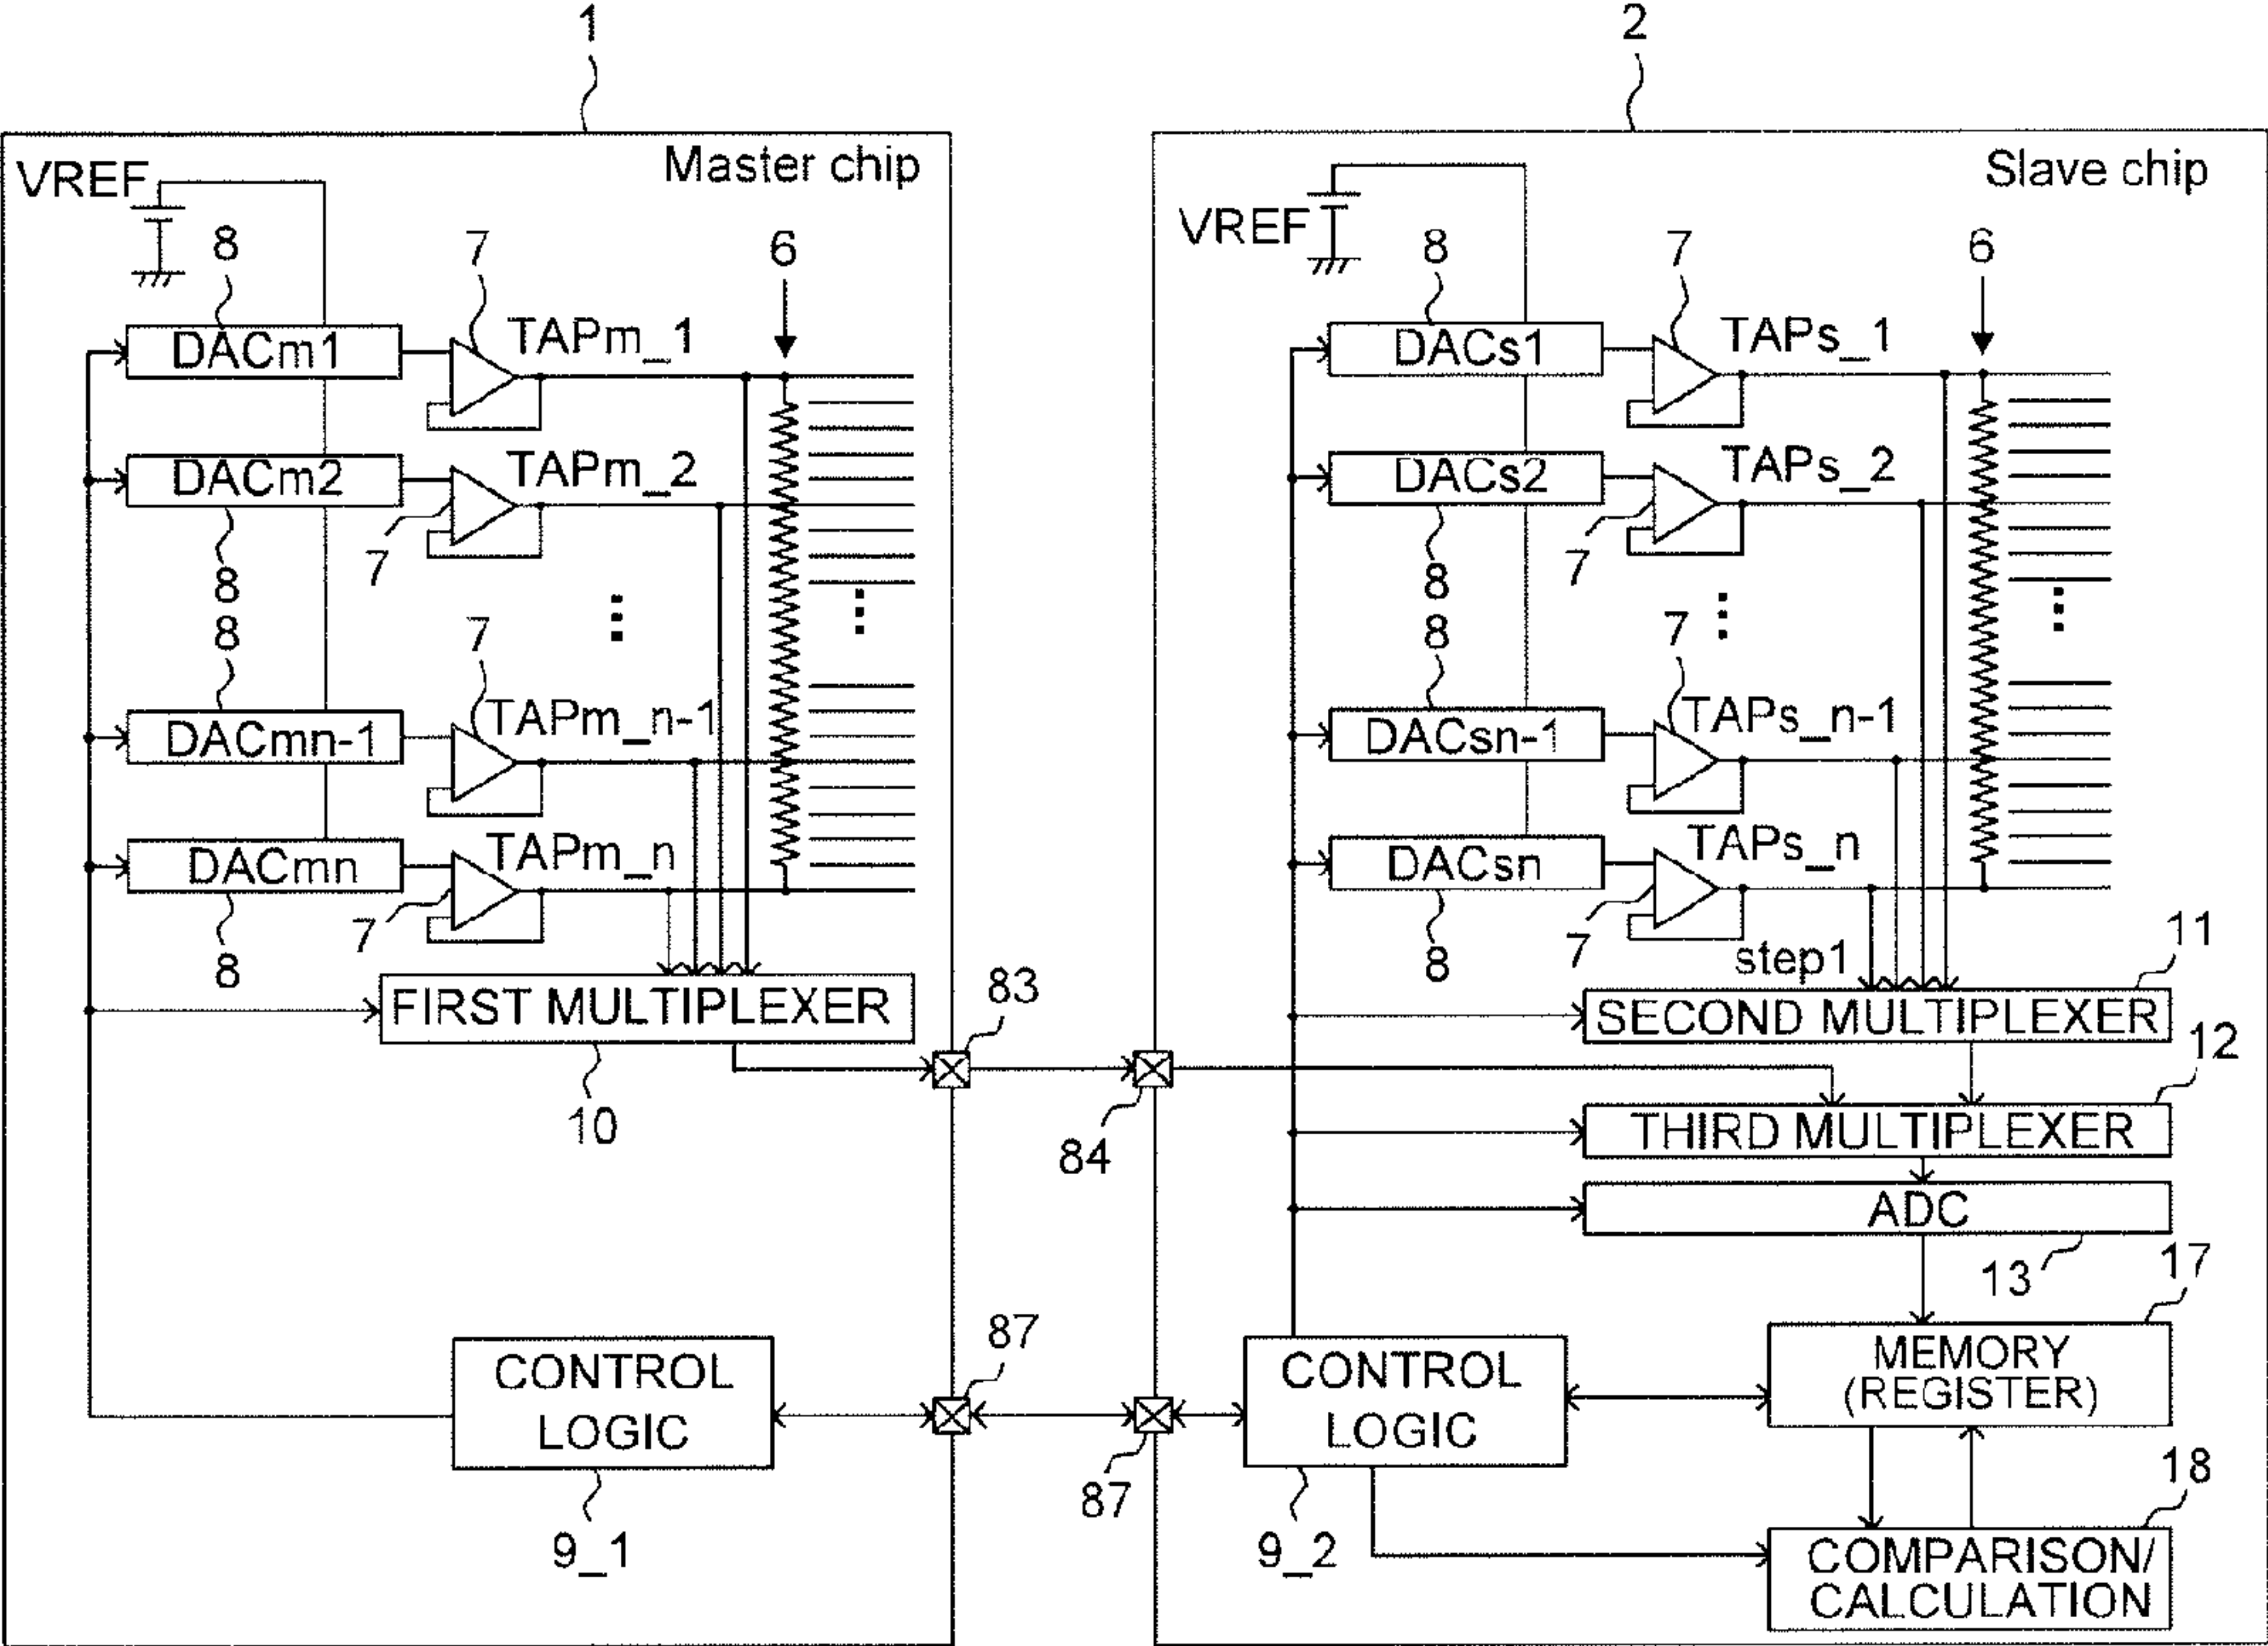 1
2
Master chip
VREF
8
7
6
DACm1
TAPm_1
DACm2
TAPm_2
7
8
8
7
DACmn-1
TAPm_n-1
DACmn
TAPm_n
7
8
FIRST MULTIPLEXER
10
83
84
CONTROL
LOGIC
9_1
87
87
Slave chip
VREF
8
7
6
DACs1
TAPs_1
DACs2
TAPs_2
7
8
8
7
DACsn-1
TAPs_n-1
DACsn
TAPs_n
7
8
step1
11
SECOND MULTIPLEXER
12
THIRD MULTIPLEXER
ADC
13
17
CONTROL
LOGIC
9_2
MEMORY
(REGISTER)
18
COMPARISON/
CALCULATION